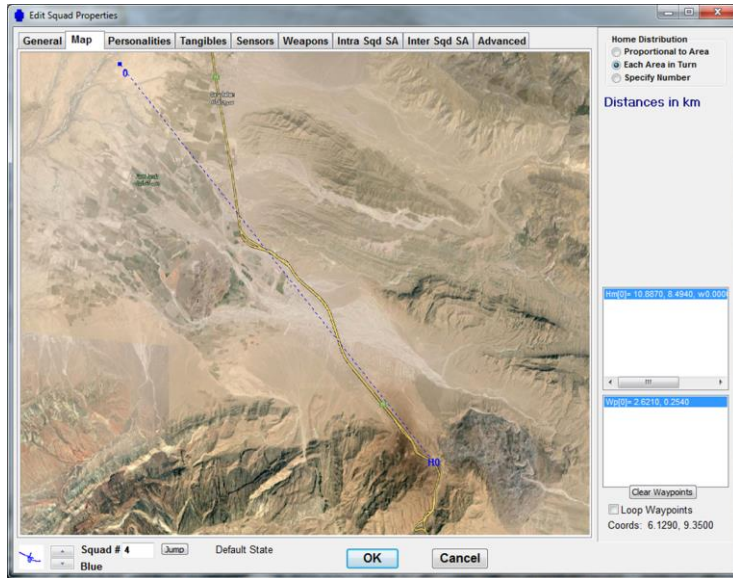 Edit Squad Properties
General Map Personalities Tangibles Sensors Weapons Intra Sqd SA Inter Sqd SA Advanced
Home Distribution
Proportional to Area
Each Area in Turn
Specify Number
Distances in km
0
H0
Hm[0]= 10.8870, 8.4940, w0.000
Wp[0]= 2.6210, 0.2540
Clear Waypoints
Loop Waypoints
Coords: 6.1290, 9.3500
Squad # 4 Jump Default State OK Cancel
Blue